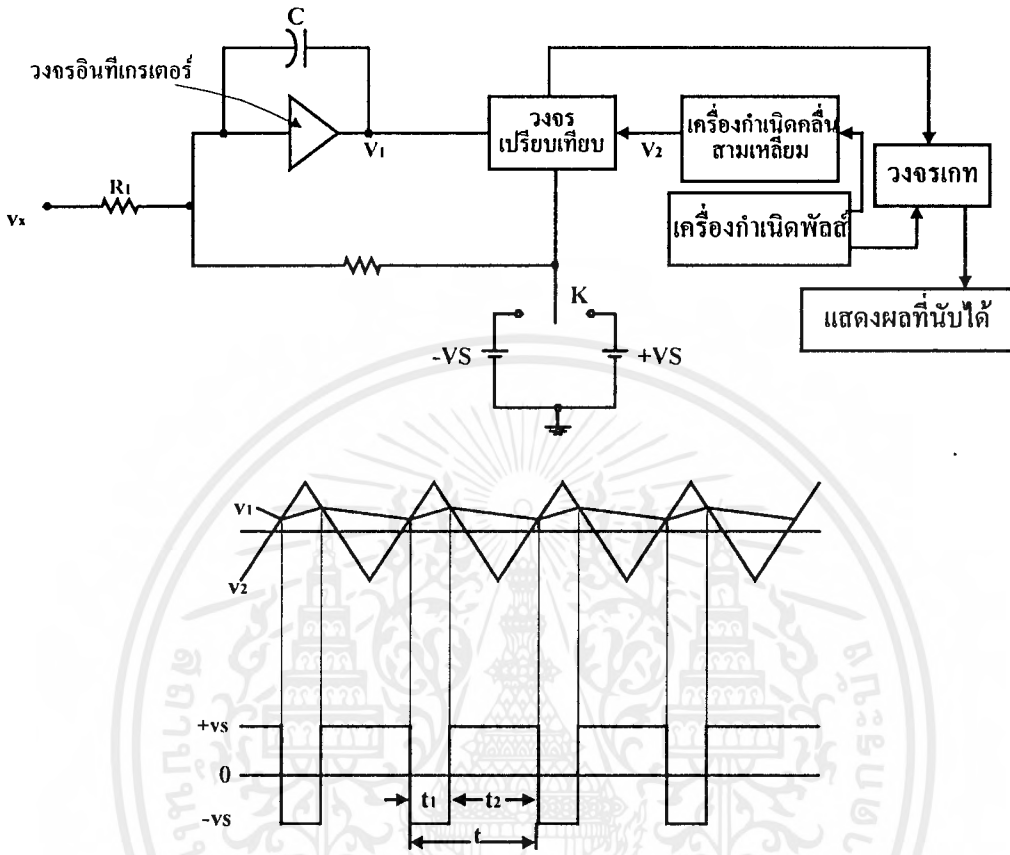 C
วงจรอินทีเกรเตอร์
V1
วงจร
เปรียบเทียบ
V2
เครื่องกำเนิดคลื่น
สามเหลี่ยม
วงจรเกท
R1
vx
เครื่องกำเนิดพัลส์
K
แสดงผลที่นับได้
-VS
+VS
v1
v2
+vs
0
-vs
t1
t2
t